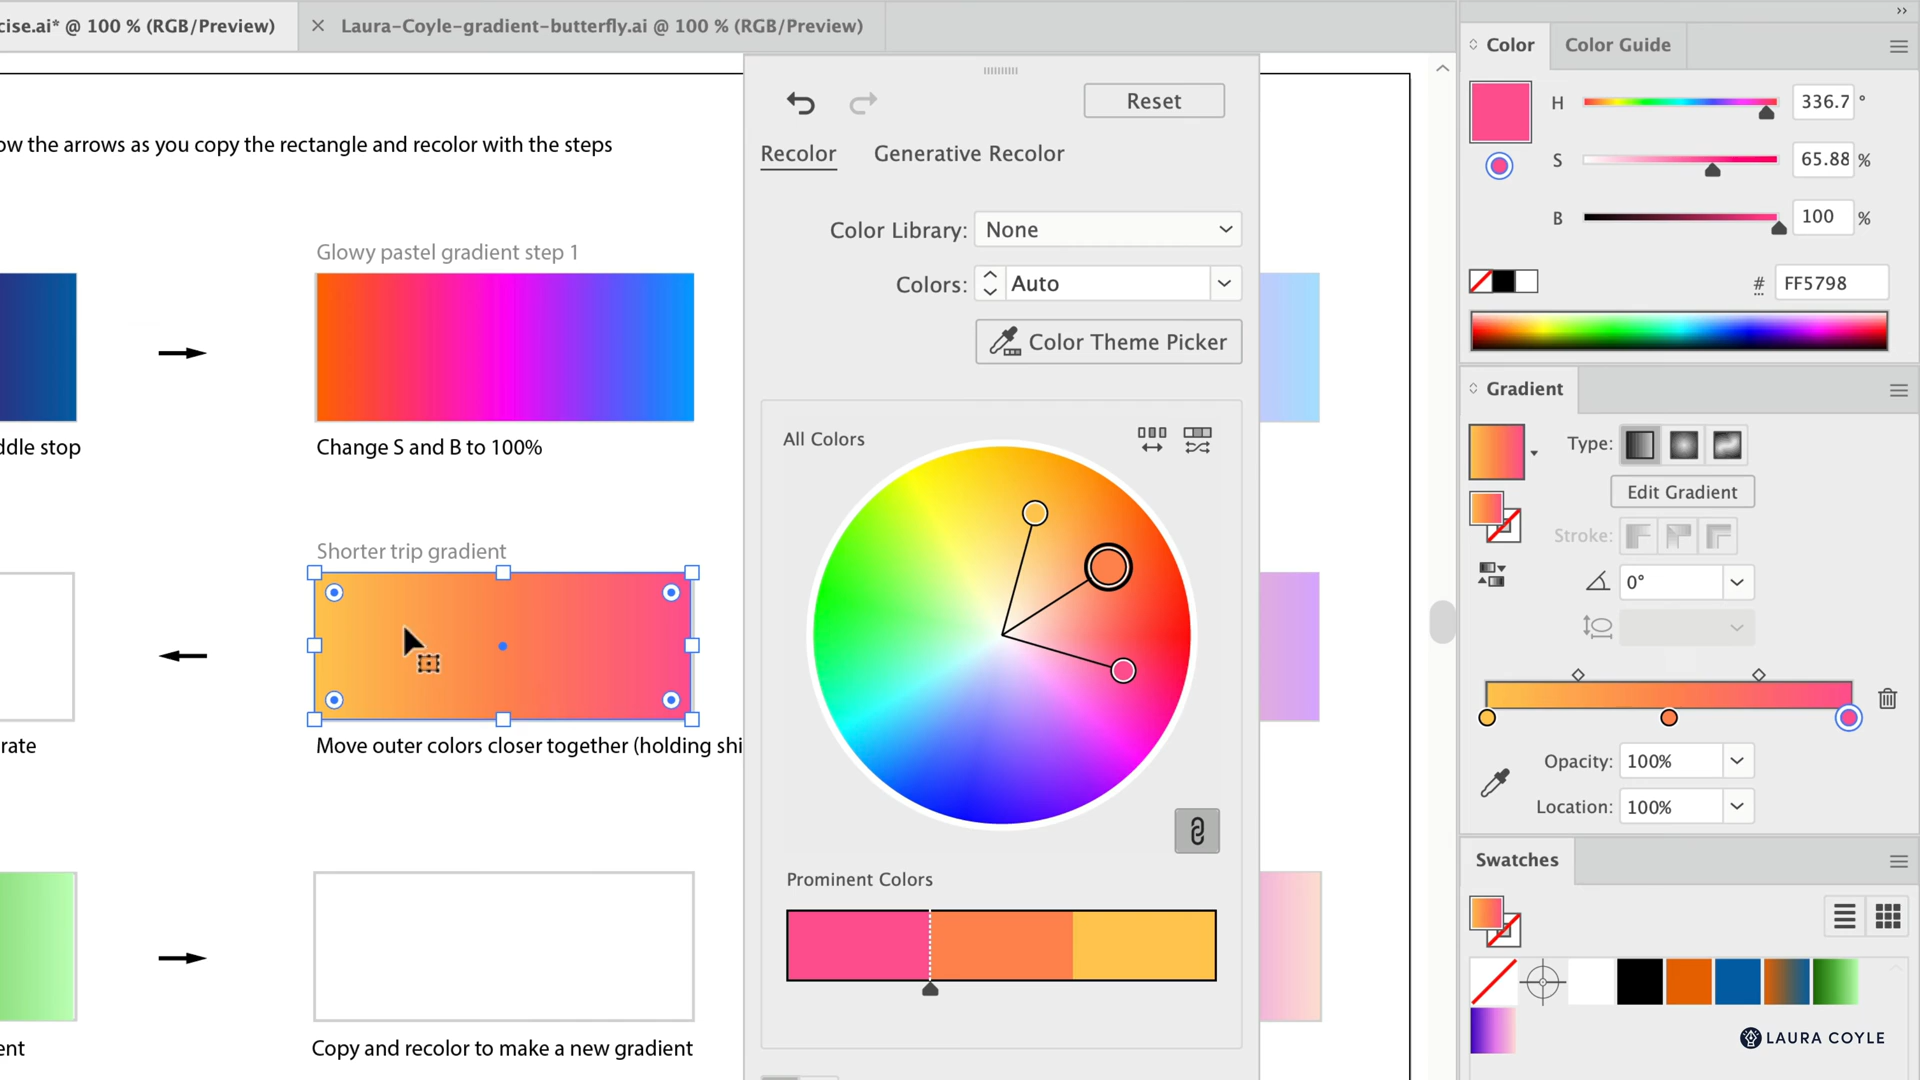 cise.ai* @ 100 % (RGB/Preview)
Laura-Coyle-gradient-butterfly.ai @ 100 % (RGB/Preview)
ow the arrows as you copy the rectangle and recolor with the steps
Glowy pastel gradient step 1
ddle stop
Change S and B to 100%
Shorter trip gradient
rate
Move outer colors closer together (holding shi
ent
Copy and recolor to make a new gradient
Reset
Recolor
Generative Recolor
Color Library:
None
Colors:
Auto
Color Theme Picker
All Colors
Prominent Colors
Color
Color Guide
H
336.7
°
S
65.88
%
B
100
%
#
FF5798
Gradient
Type:
Edit Gradient
Stroke:
0°
Opacity:
100%
Location:
100%
Swatches
LAURA COYLE